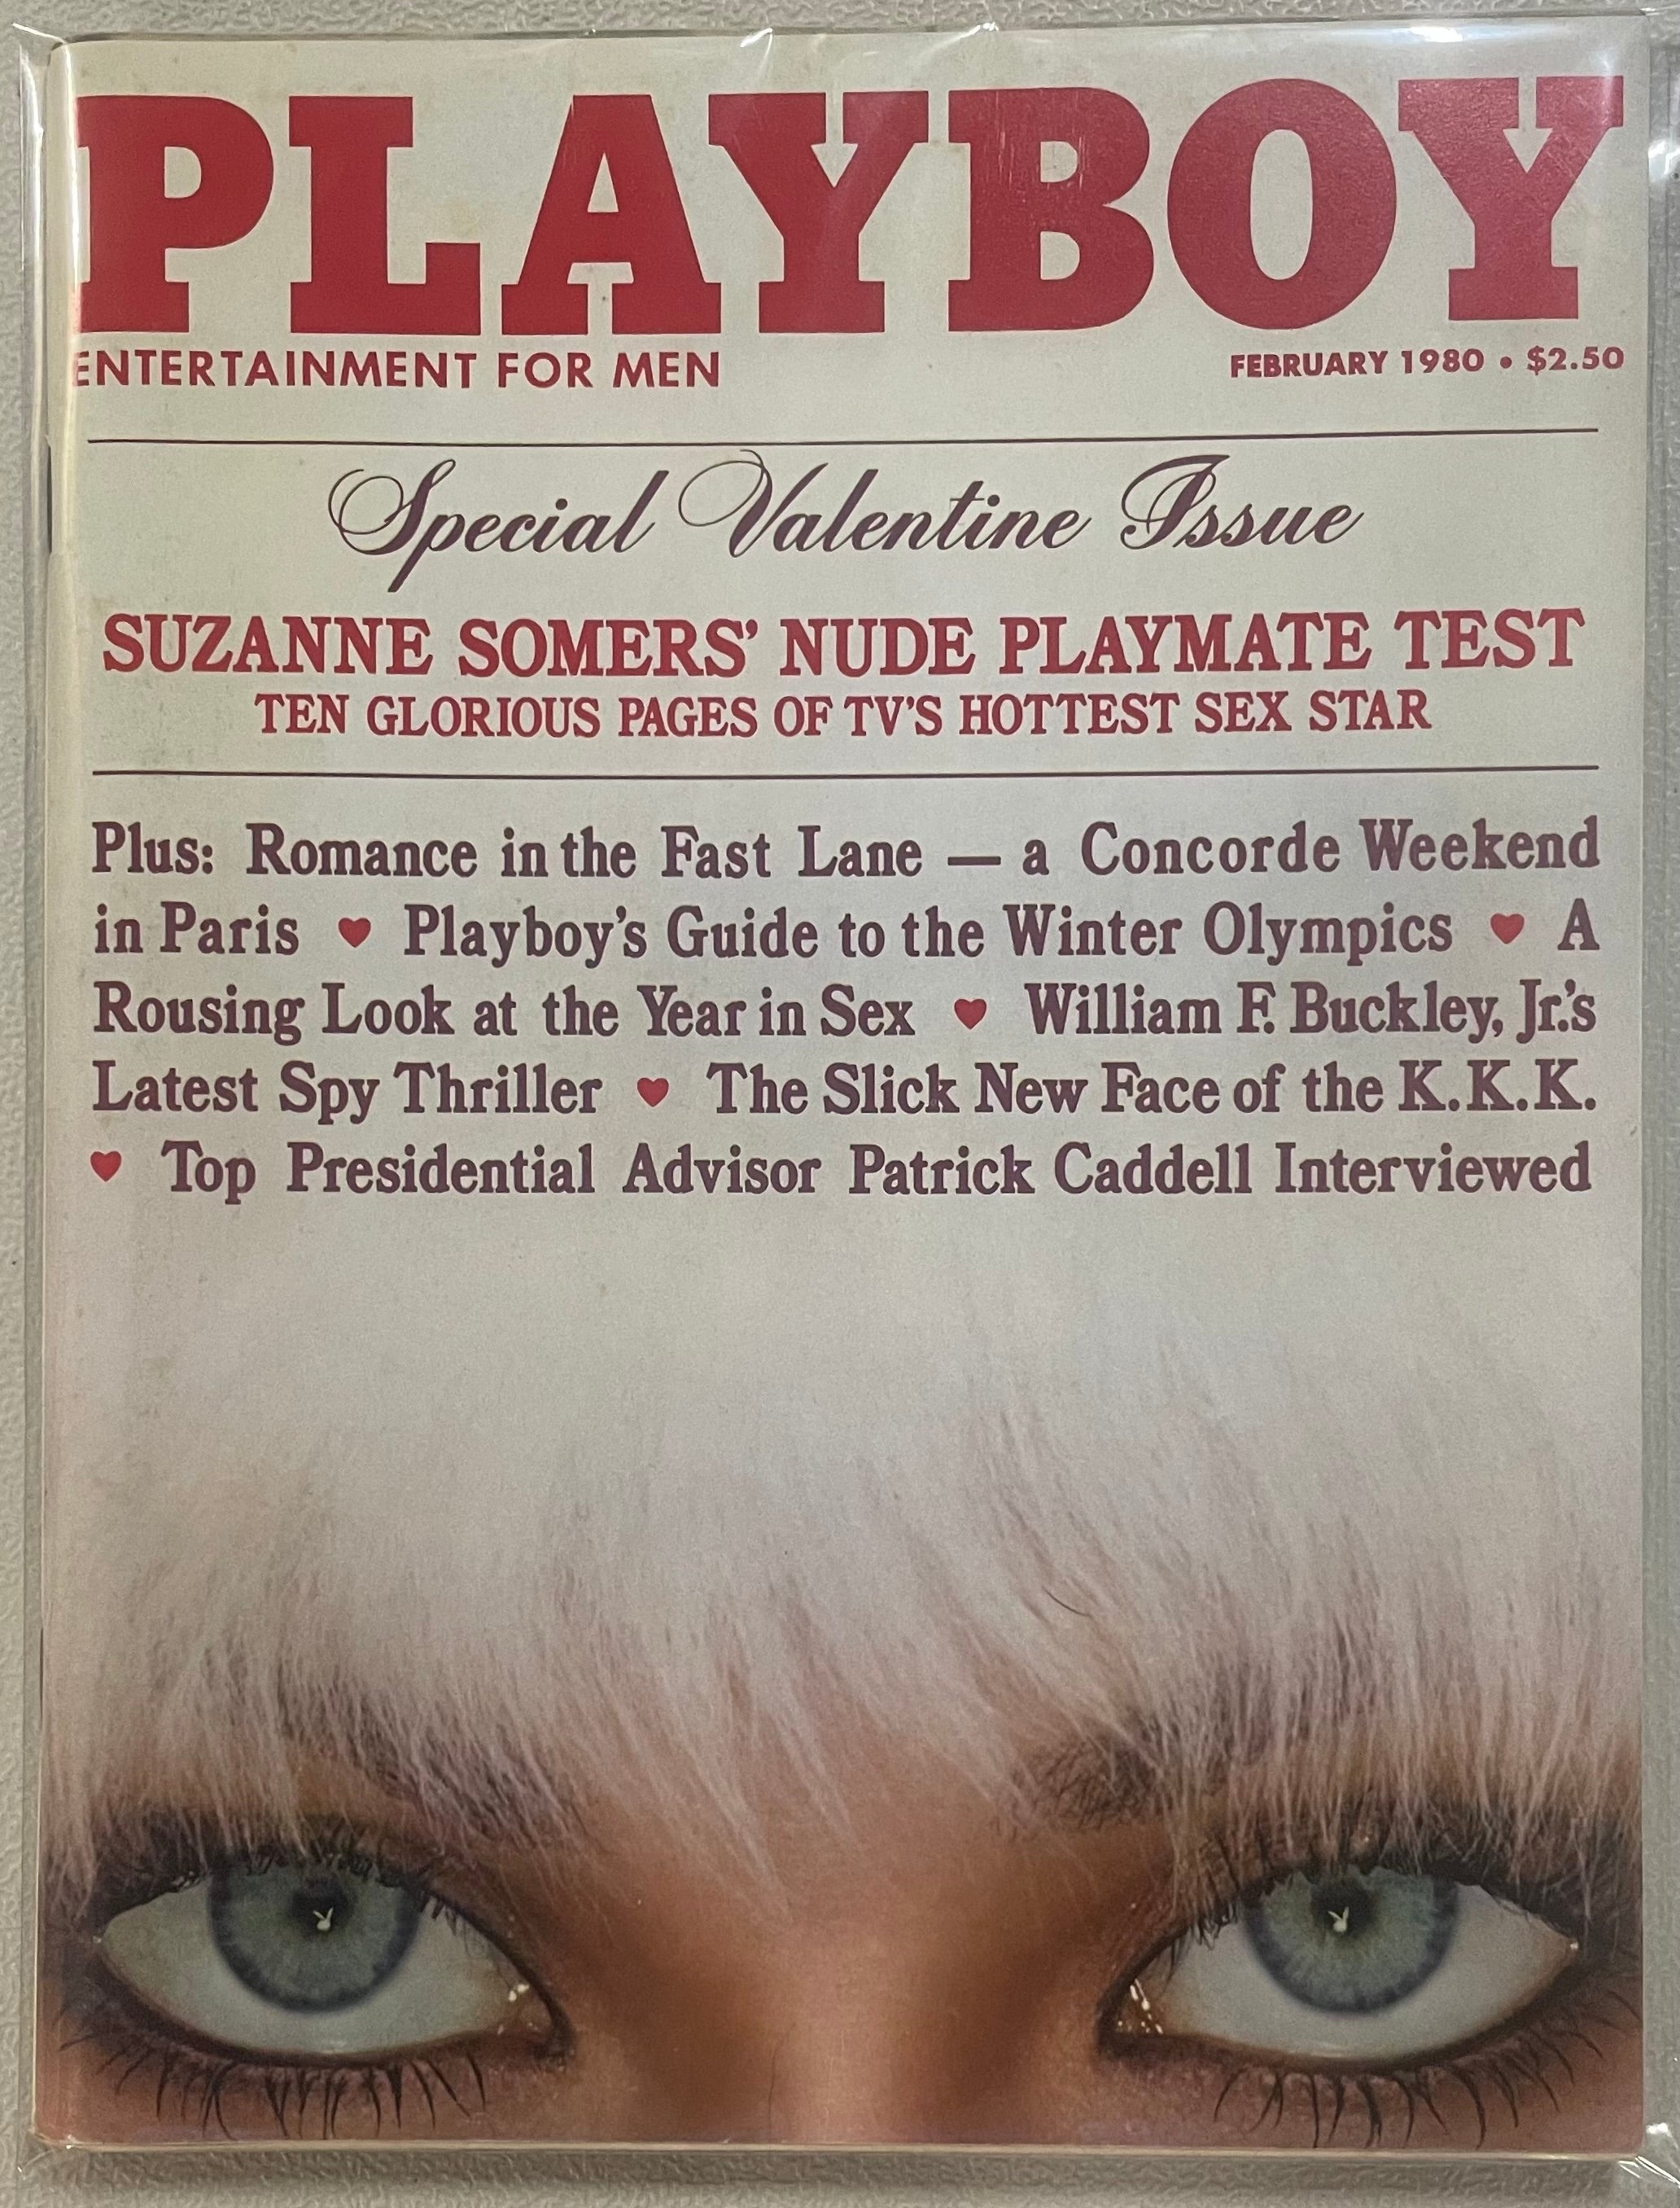 PLAYBOY
ENTERTAINMENT FOR MEN
FEBRUARY 1980 • $2.50
Special Valentine Issue
SUZANNE SOMERS’ NUDE PLAYMATE TEST
TEN GLORIOUS PAGES OF TV’S HOTTEST SEX STAR
Plus: Romance in the Fast Lane — a Concorde Weekend
in Paris ♥ Playboy’s Guide to the Winter Olympics ♥ A
Rousing Look at the Year in Sex ♥ William F. Buckley, Jr.’s
Latest Spy Thriller ♥ The Slick New Face of the K.K.K.
♥ Top Presidential Advisor Patrick Caddell Interviewed